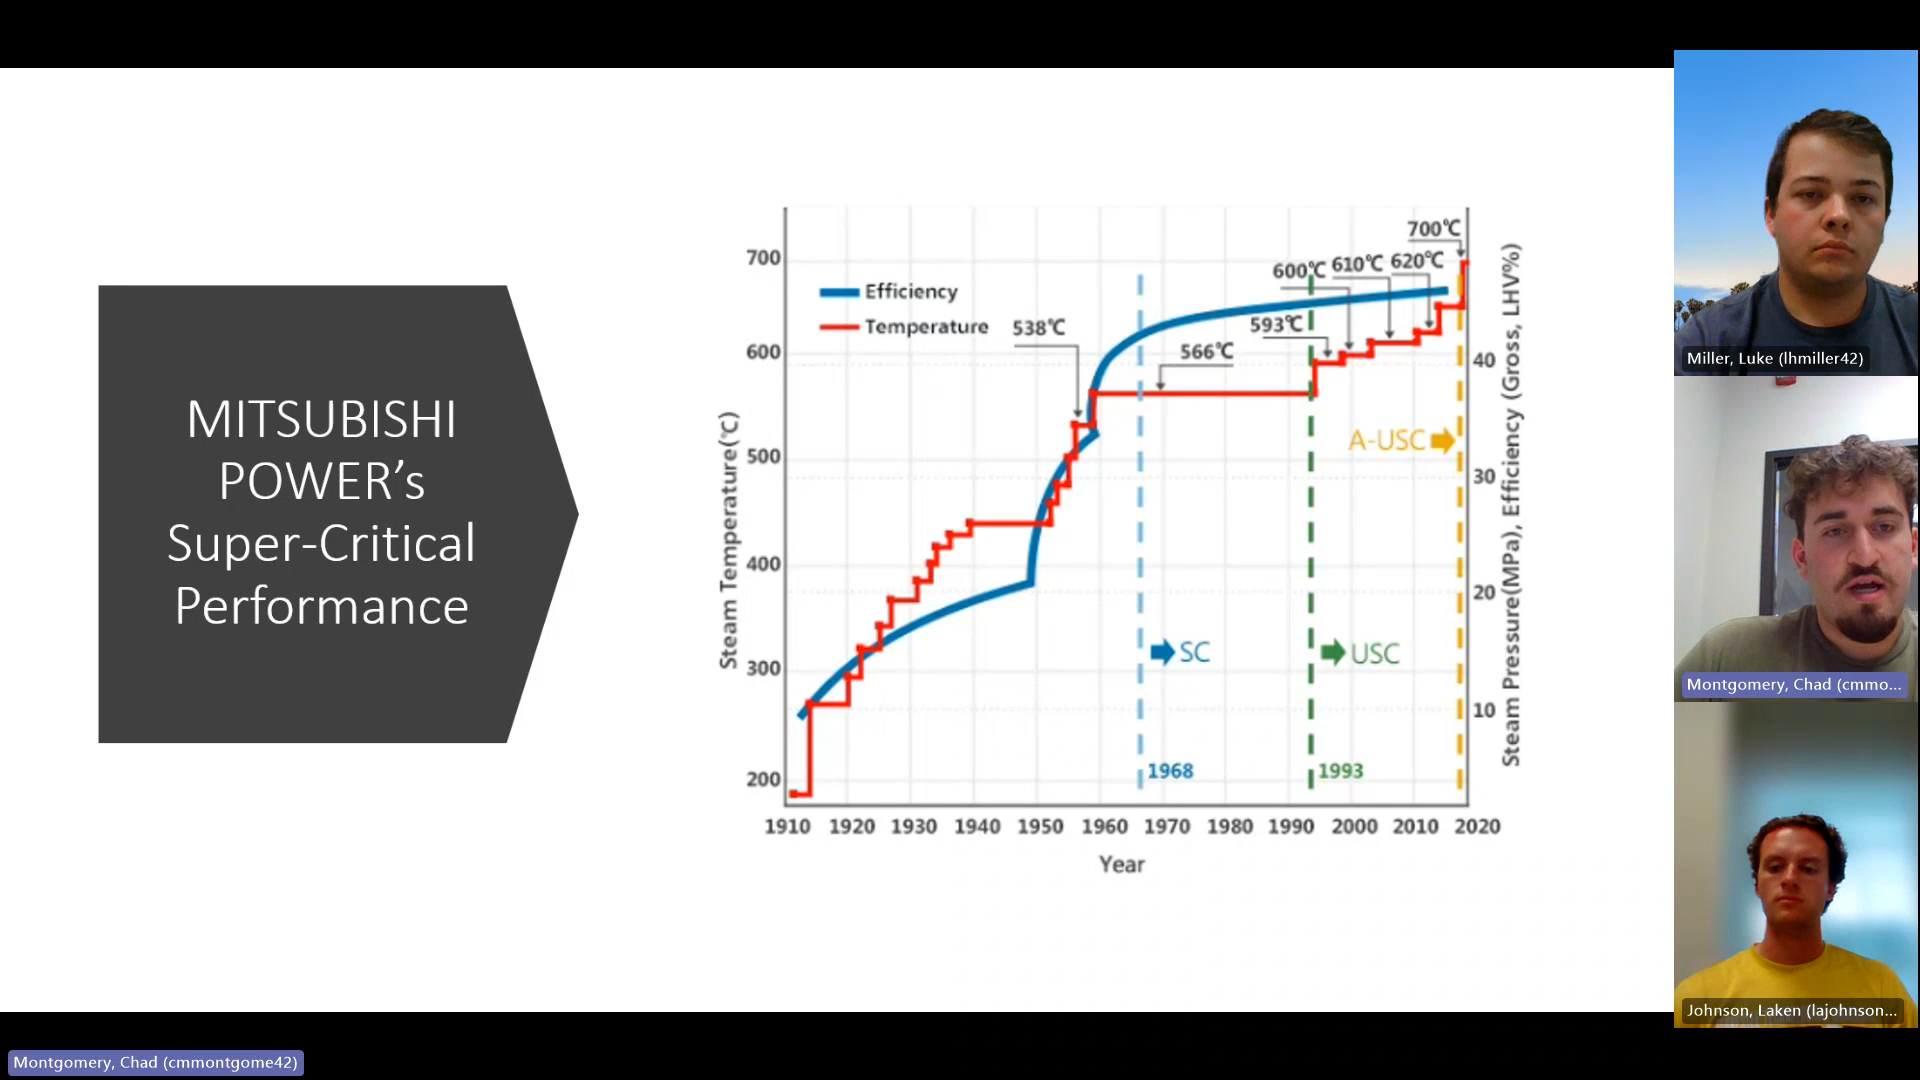 MITSUBISHI
POWER’s
Super-Critical
Performance
Efficiency
Temperature
538℃
566℃
593℃
600℃
610℃
620℃
700℃
A-USC
SC
USC
1968
1993
700
600
500
400
300
200
Steam Temperature(℃)
40
30
20
10
Steam Pressure(MPa), Efficiency (Gross, LHV%)
1910 1920 1930 1940 1950 1960 1970 1980 1990 2000 2010 2020
Year
Miller, Luke (lhmiller42)
Montgomery, Chad (cmmo...
Johnson, Laken (lajohnson...
Montgomery, Chad (cmmontgome42)